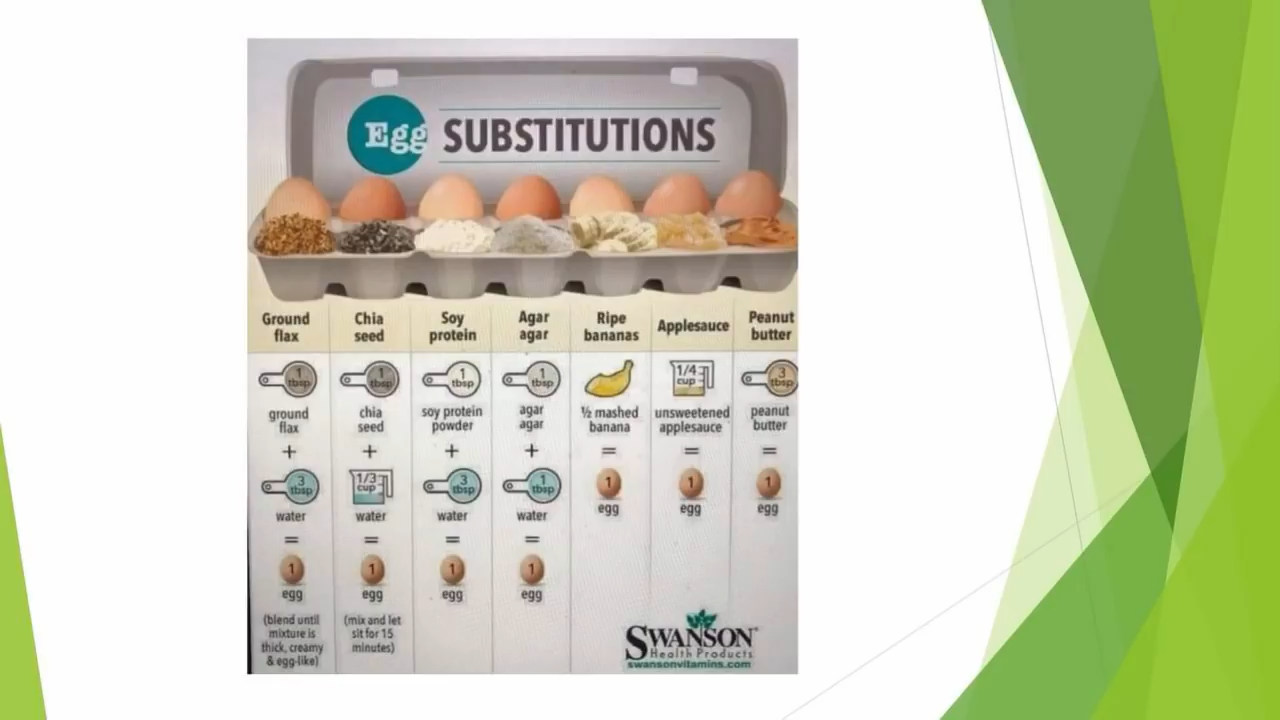 Egg SUBSTITUTIONS
Ground
flax
Chia
seed
Soy
protein
Agar
agar
Ripe
bananas
Applesauce
Peanut
butter
1
tbsp
ground
flax
+
3
tbsp
water
=
1
egg
(blend until
mixture is
thick, creamy
& egg-like)
1
tbsp
chia
seed
+
1/3
cup
water
=
1
egg
(mix and let
sit for 15
minutes)
1
tbsp
soy protein
powder
+
3
tbsp
water
=
1
egg
1
tbsp
agar
agar
+
1
tbsp
water
=
1
egg
½ mashed
banana
=
1
egg
1/4
cup
unsweetened
applesauce
=
1
egg
3
tbsp
peanut
butter
=
1
egg
SWANSON
Health Products
swansonvitamins.com